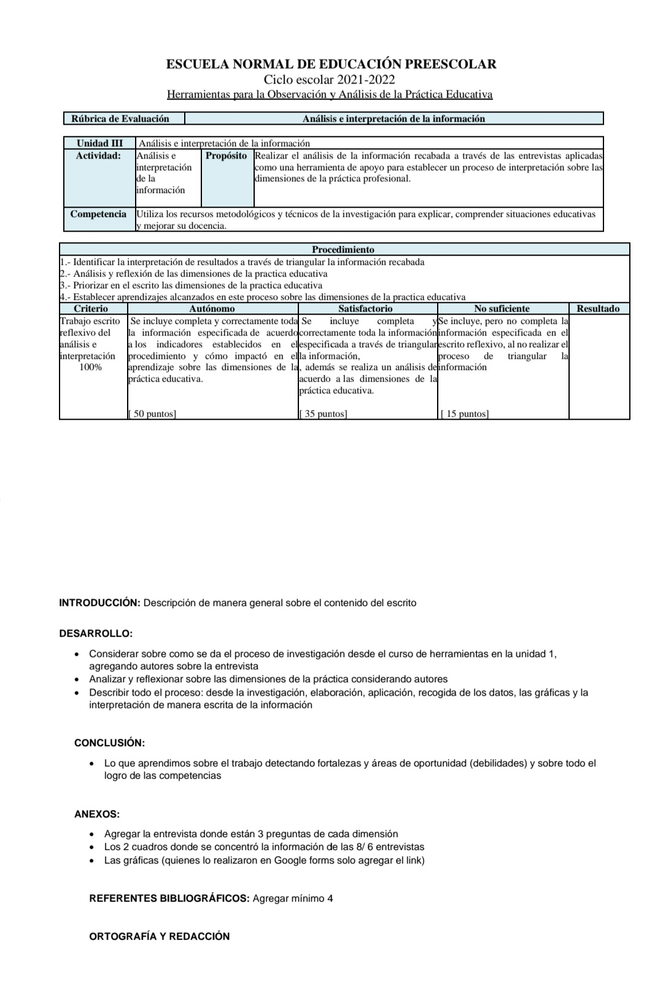 ESCUELA NORMAL DE EDUCACIÓN PREESCOLAR
Ciclo escolar 2021-2022
Herramientas para la Observación y Análisis de la Práctica Educativa
Rúbrica de Evaluación
Análisis e interpretación de la información
Unidad III
Análisis e interpretación de la información
Actividad:
Análisis e
interpretación
de la
información
Propósito
Realizar el análisis de la información recabada a través de las entrevistas aplicadas
como una herramienta de apoyo para establecer un proceso de interpretación sobre las
dimensiones de la práctica profesional.
Competencia
Utiliza los recursos metodológicos y técnicos de la investigación para explicar, comprender situaciones educativas
y mejorar su docencia.
Procedimiento
1.- Identificar la interpretación de resultados a través de triangular la información recabada
2.- Análisis y reflexión de las dimensiones de la practica educativa
3.- Priorizar en el escrito las dimensiones de la practica educativa
4.- Establecer aprendizajes alcanzados en este proceso sobre las dimensiones de la practica educativa
Criterio
Autónomo
Satisfactorio
No suficiente
Resultado
Trabajo escrito
reflexivo del
análisis e
interpretación
100%
Se incluye completa y correctamente toda
la información especificada de acuerdo
a los indicadores establecidos en el
procedimiento y cómo impactó en el
aprendizaje sobre las dimensiones de la
práctica educativa.
[ 50 puntos]
Se incluye completa y
correctamente toda la información
especificada a través de triangular
la información,
, además se realiza un análisis de
acuerdo a las dimensiones de la
práctica educativa.
[ 35 puntos]
Se incluye, pero no completa la
información especificada en el
escrito reflexivo, al no realizar el
proceso de triangular la
información
[ 15 puntos]
INTRODUCCIÓN: Descripción de manera general sobre el contenido del escrito
DESARROLLO:
• Considerar sobre como se da el proceso de investigación desde el curso de herramientas en la unidad 1,
agregando autores sobre la entrevista
• Analizar y reflexionar sobre las dimensiones de la práctica considerando autores
• Describir todo el proceso: desde la investigación, elaboración, aplicación, recogida de los datos, las gráficas y la
interpretación de manera escrita de la información
CONCLUSIÓN:
• Lo que aprendimos sobre el trabajo detectando fortalezas y áreas de oportunidad (debilidades) y sobre todo el
logro de las competencias
ANEXOS:
• Agregar la entrevista donde están 3 preguntas de cada dimensión
• Los 2 cuadros donde se concentró la información de las 8/ 6 entrevistas
• Las gráficas (quienes lo realizaron en Google forms solo agregar el link)
REFERENTES BIBLIOGRÁFICOS: Agregar mínimo 4
ORTOGRAFÍA Y REDACCIÓN